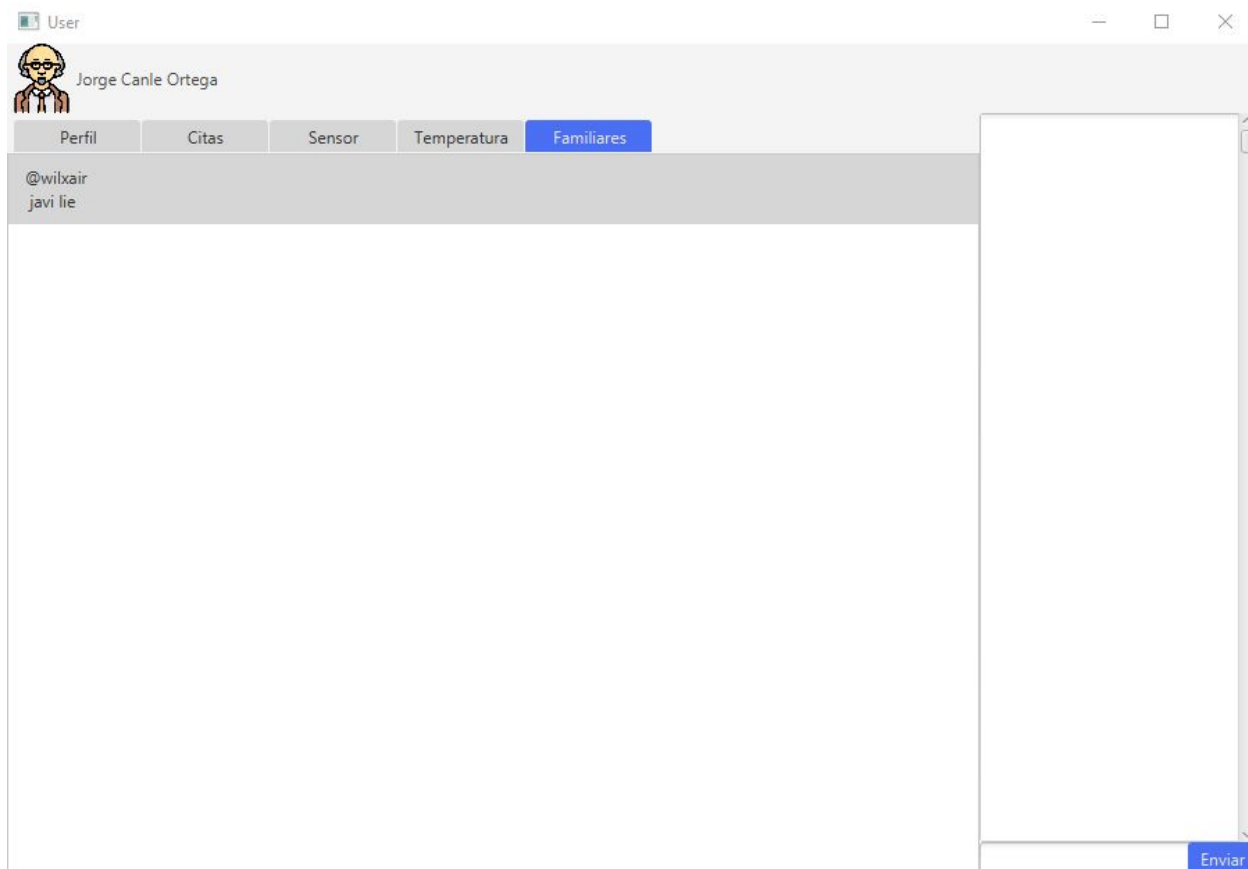 User
Jorge Canle Ortega
Perfil Citas Sensor Temperatura Familiares
@wilxair
javi lie
Enviar